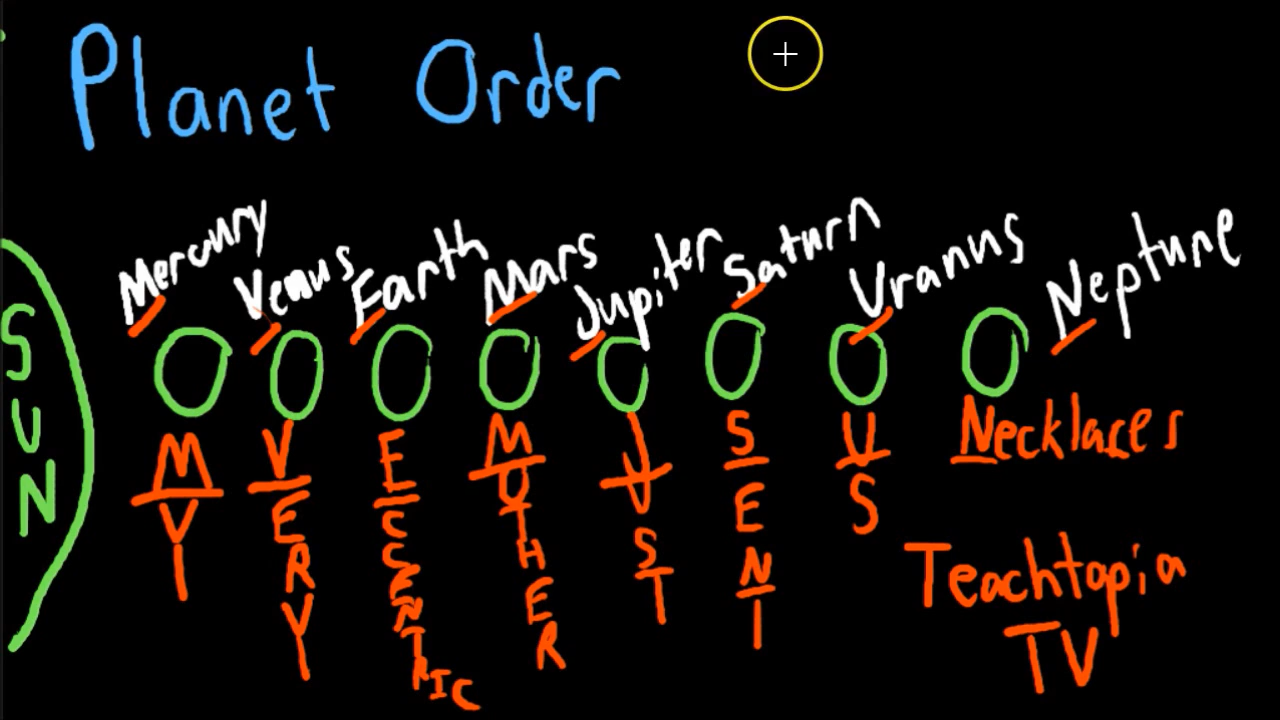 Planet Order
Mercury Venus Earth Mars Jupiter Saturn Uranus Neptune
SUN
MY VERY ECCENTRIC MOTHER JUST SENT US Necklaces
Teachtopia
TV